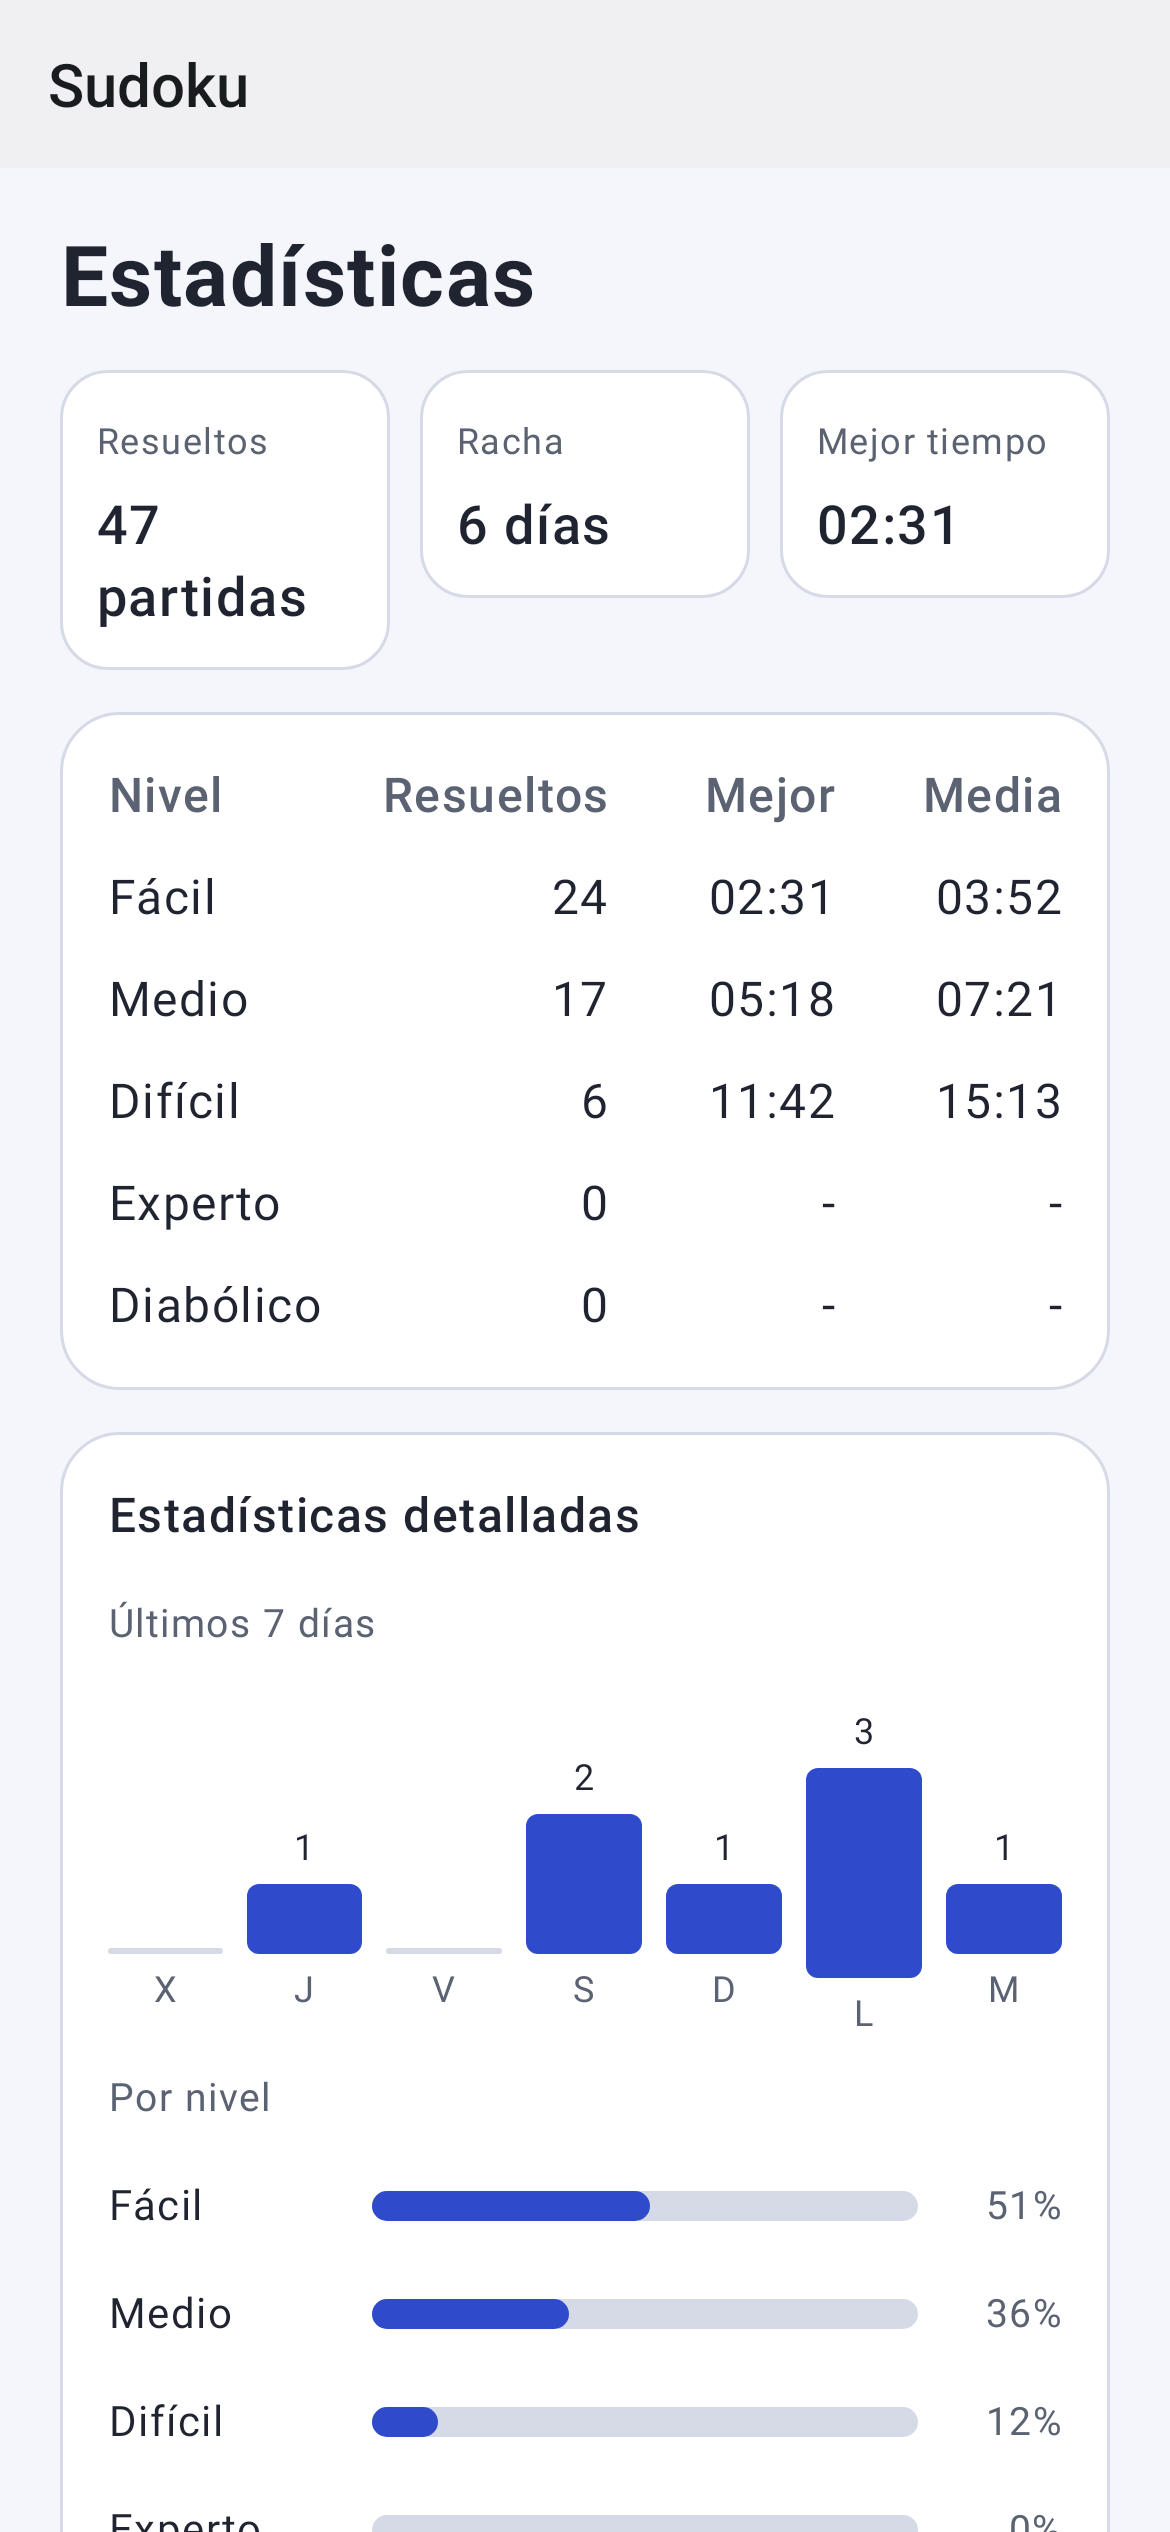 Sudoku
Estadísticas
Resueltos
47
partidas
Racha
6 días
Mejor tiempo
02:31
Nivel Resueltos Mejor Media
Fácil 24 02:31 03:52
Medio 17 05:18 07:21
Difícil 6 11:42 15:13
Experto 0 - -
Diabólico 0 - -
Estadísticas detalladas
Últimos 7 días
1 2 1 3 1
X J V S D L M
Por nivel
Fácil 51%
Medio 36%
Difícil 12%
Experto 0%